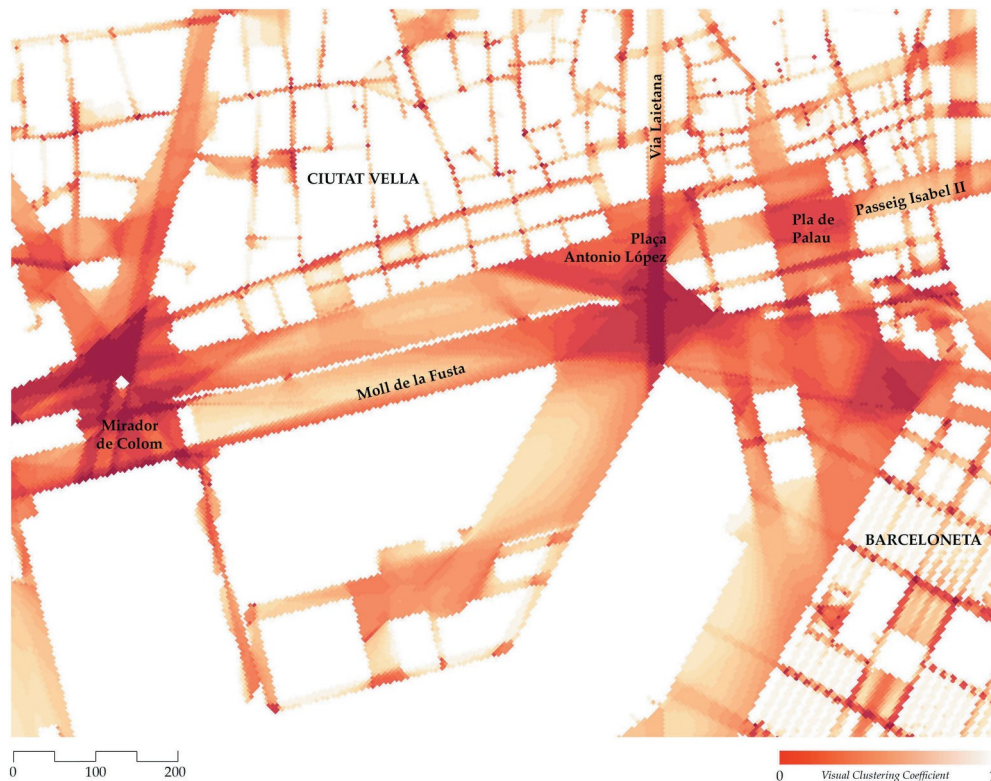 Via Laietana
CIUTAT VELLA
Passeig Isabel II
Pla de
Palau
Plaça
Antonio López
Moll de la Fusta
Mirador
de Colom
BARCELONETA
0 100 200
0 Visual Clustering Coefficient